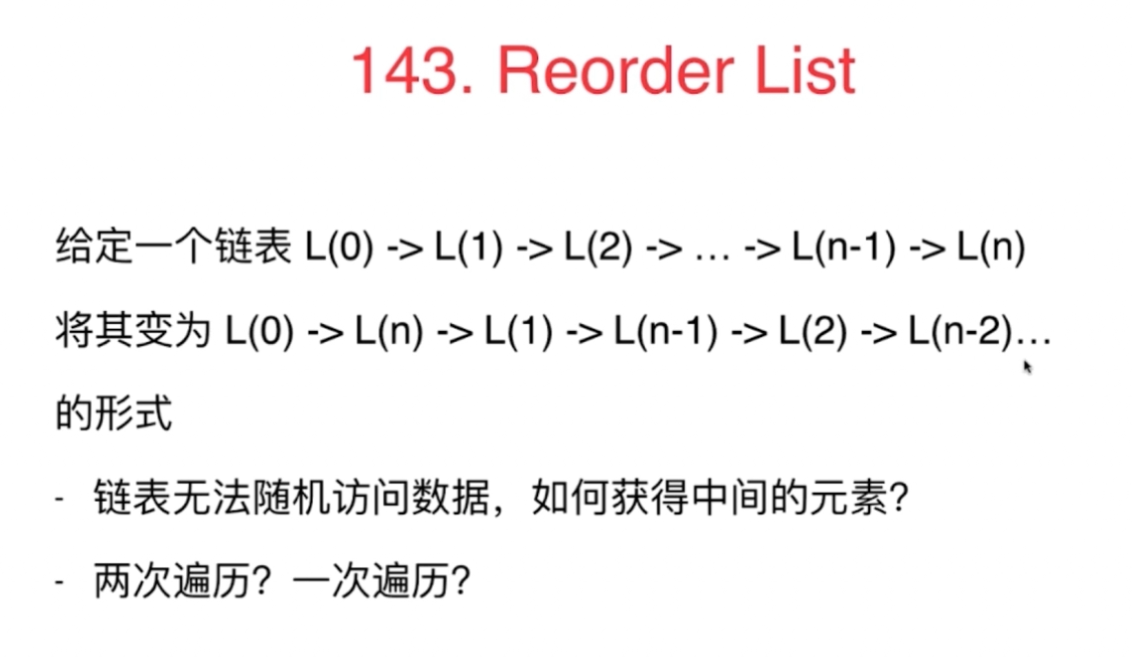 143. Reorder List
给定一个链表 L(0) -> L(1) -> L(2) -> … -> L(n-1) -> L(n)
将其变为 L(0) -> L(n) -> L(1) -> L(n-1) -> L(2) -> L(n-2)…
的形式
- 链表无法随机访问数据，如何获得中间的元素？
- 两次遍历？一次遍历？